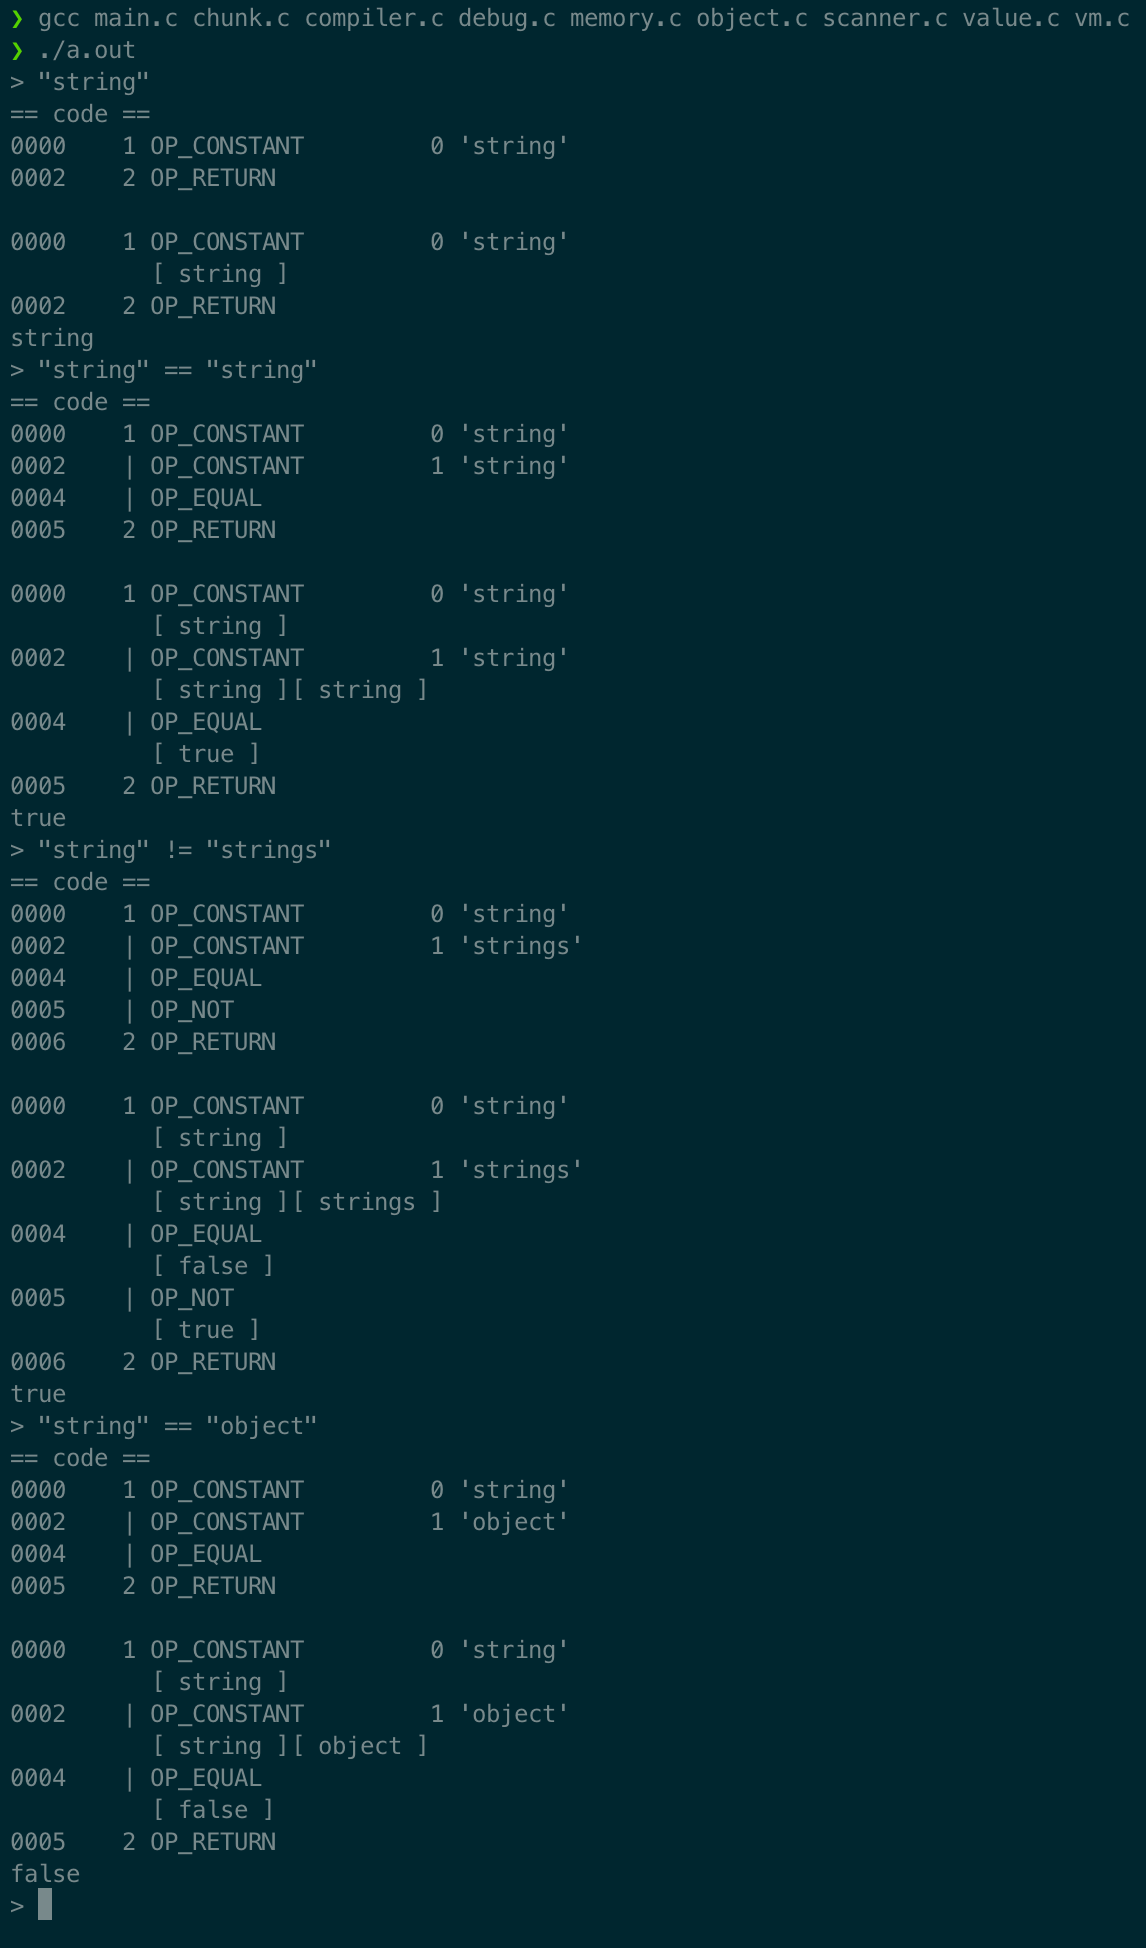 ❯ gcc main.c chunk.c compiler.c debug.c memory.c object.c scanner.c value.c vm.c
❯ ./a.out
> "string"
== code ==
0000    1 OP_CONSTANT         0 'string'
0002    2 OP_RETURN

0000    1 OP_CONSTANT         0 'string'
          [ string ]
0002    2 OP_RETURN
string
> "string" == "string"
== code ==
0000    1 OP_CONSTANT         0 'string'
0002    | OP_CONSTANT         1 'string'
0004    | OP_EQUAL
0005    2 OP_RETURN

0000    1 OP_CONSTANT         0 'string'
          [ string ]
0002    | OP_CONSTANT         1 'string'
          [ string ][ string ]
0004    | OP_EQUAL
          [ true ]
0005    2 OP_RETURN
true
> "string" != "strings"
== code ==
0000    1 OP_CONSTANT         0 'string'
0002    | OP_CONSTANT         1 'strings'
0004    | OP_EQUAL
0005    | OP_NOT
0006    2 OP_RETURN

0000    1 OP_CONSTANT         0 'string'
          [ string ]
0002    | OP_CONSTANT         1 'strings'
          [ string ][ strings ]
0004    | OP_EQUAL
          [ false ]
0005    | OP_NOT
          [ true ]
0006    2 OP_RETURN
true
> "string" == "object"
== code ==
0000    1 OP_CONSTANT         0 'string'
0002    | OP_CONSTANT         1 'object'
0004    | OP_EQUAL
0005    2 OP_RETURN

0000    1 OP_CONSTANT         0 'string'
          [ string ]
0002    | OP_CONSTANT         1 'object'
          [ string ][ object ]
0004    | OP_EQUAL
          [ false ]
0005    2 OP_RETURN
false
>